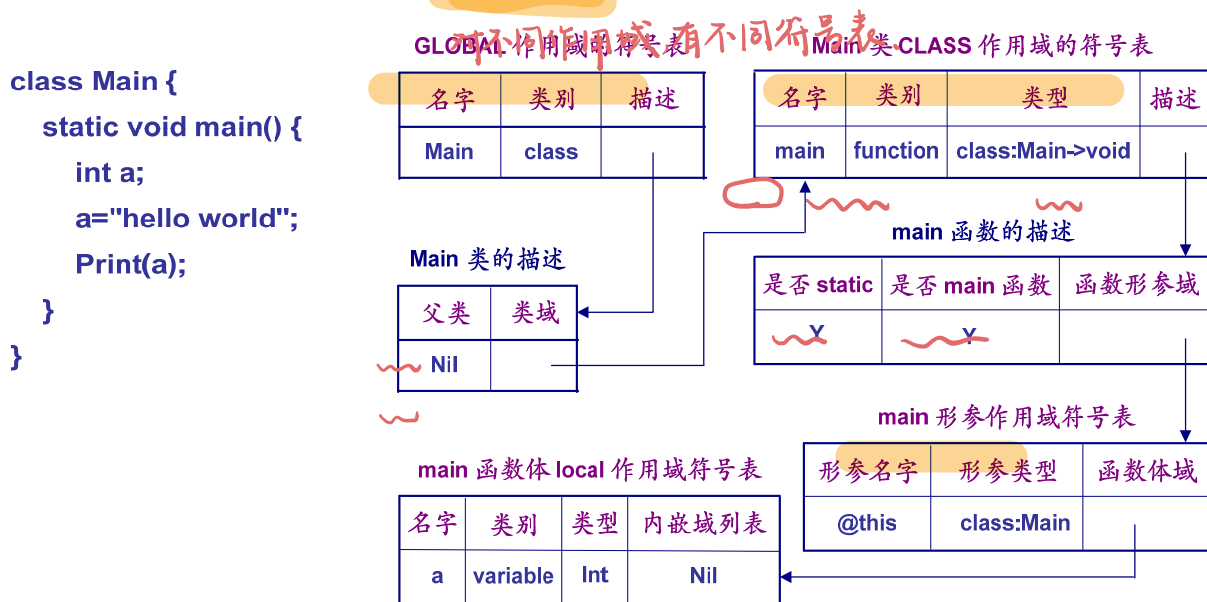 对不同作用域,有不同符号表
class Main {
static void main() {
int a;
a="hello world";
Print(a);
}
}
GLOBAL 作用域的符号表
名字 类别 描述
Main class
Main 类的描述
父类 类域
Nil
Main 类 CLASS 作用域的符号表
名字 类别 类型 描述
main function class:Main->void
main 函数的描述
是否 static 是否 main 函数 函数形参域
Y Y
main 形参作用域符号表
形参名字 形参类型 函数体域
@this class:Main
main 函数体 local 作用域符号表
名字 类别 类型 内嵌域列表
a variable Int Nil